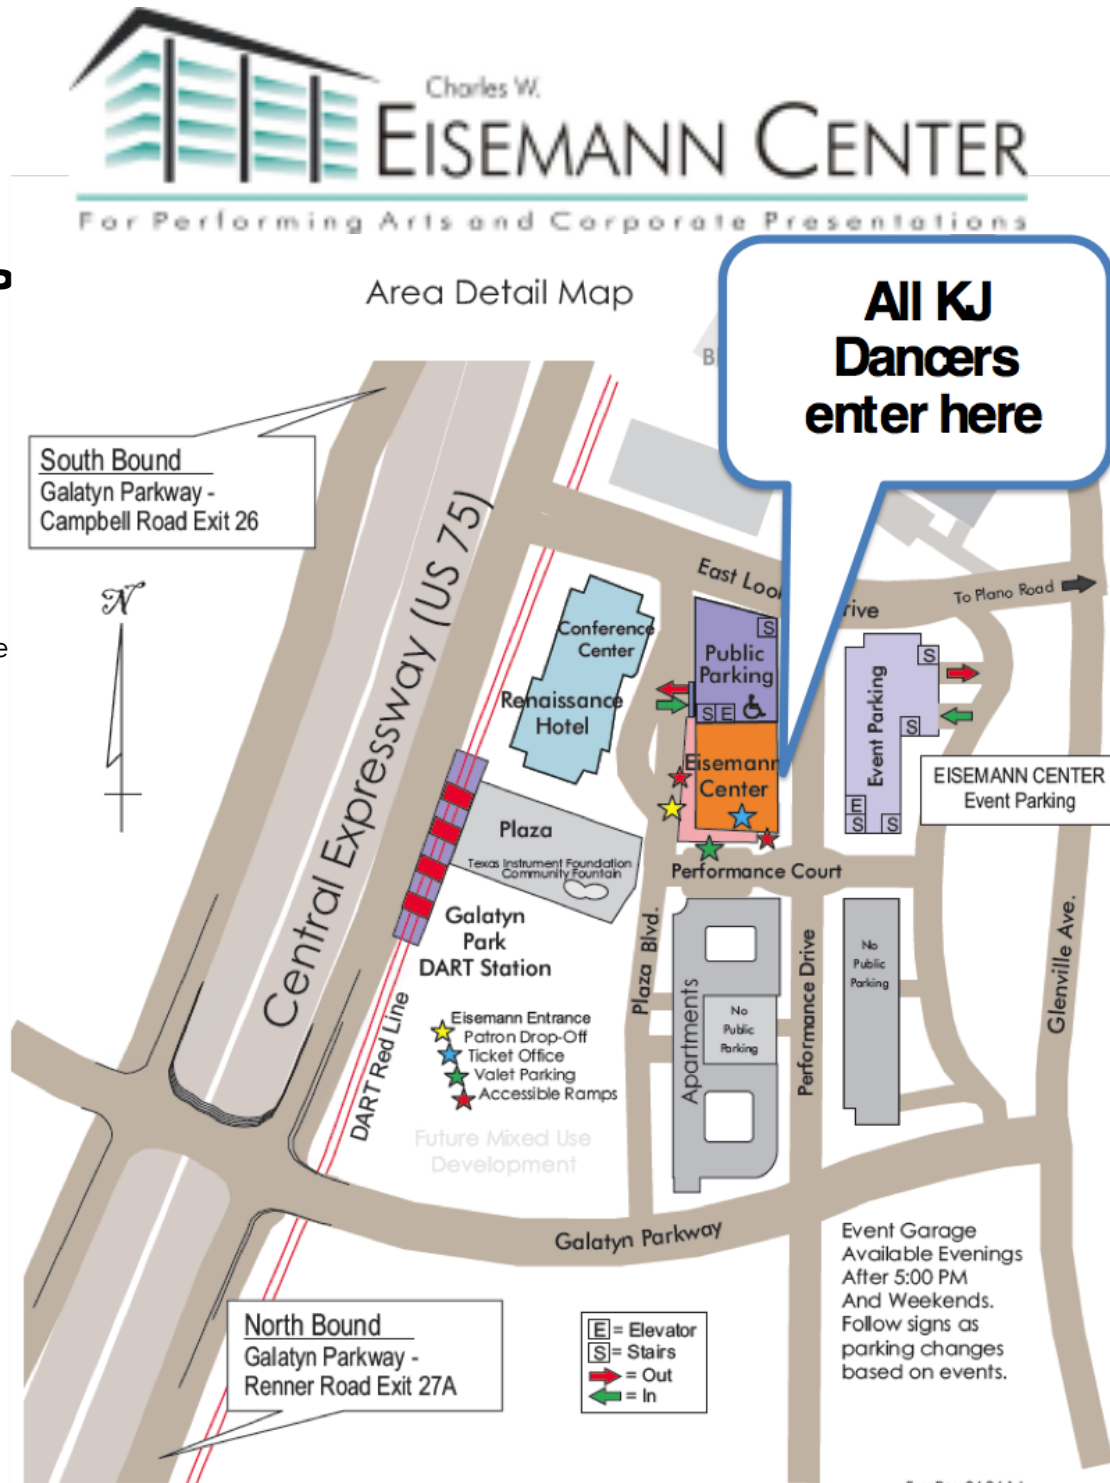 Charles W.
EISEMANN CENTER
For Performing Arts and Corporate Presentations
Area Detail Map
All KJ
Dancers
enter here
South Bound
Galatyn Parkway -
Campbell Road Exit 26
N
Central Expressway (US 75)
To Plano Road
Conference
Center
Renaissance
Hotel
Public
Parking
S
S E
Eisemann
Center
Event Parking
S
S
E
S S
EISEMANN CENTER
Event Parking
Plaza
Texas Instrument Foundation
Community Fountain
Performance Court
Galatyn
Park
DART Station
DART Red Line
Eisemann Entrance
Patron Drop-Off
Ticket Office
Valet Parking
Accessible Ramps
Future Mixed Use
Development
Plaza Blvd.
Apartments
No
Public
Parking
Performance Drive
No
Public
Parking
Glenville Ave.
Galatyn Parkway
Event Garage
Available Evenings
After 5:00 PM
And Weekends.
Follow signs as
parking changes
based on events.
North Bound
Galatyn Parkway -
Renner Road Exit 27A
E = Elevator
S = Stairs
= Out
= In